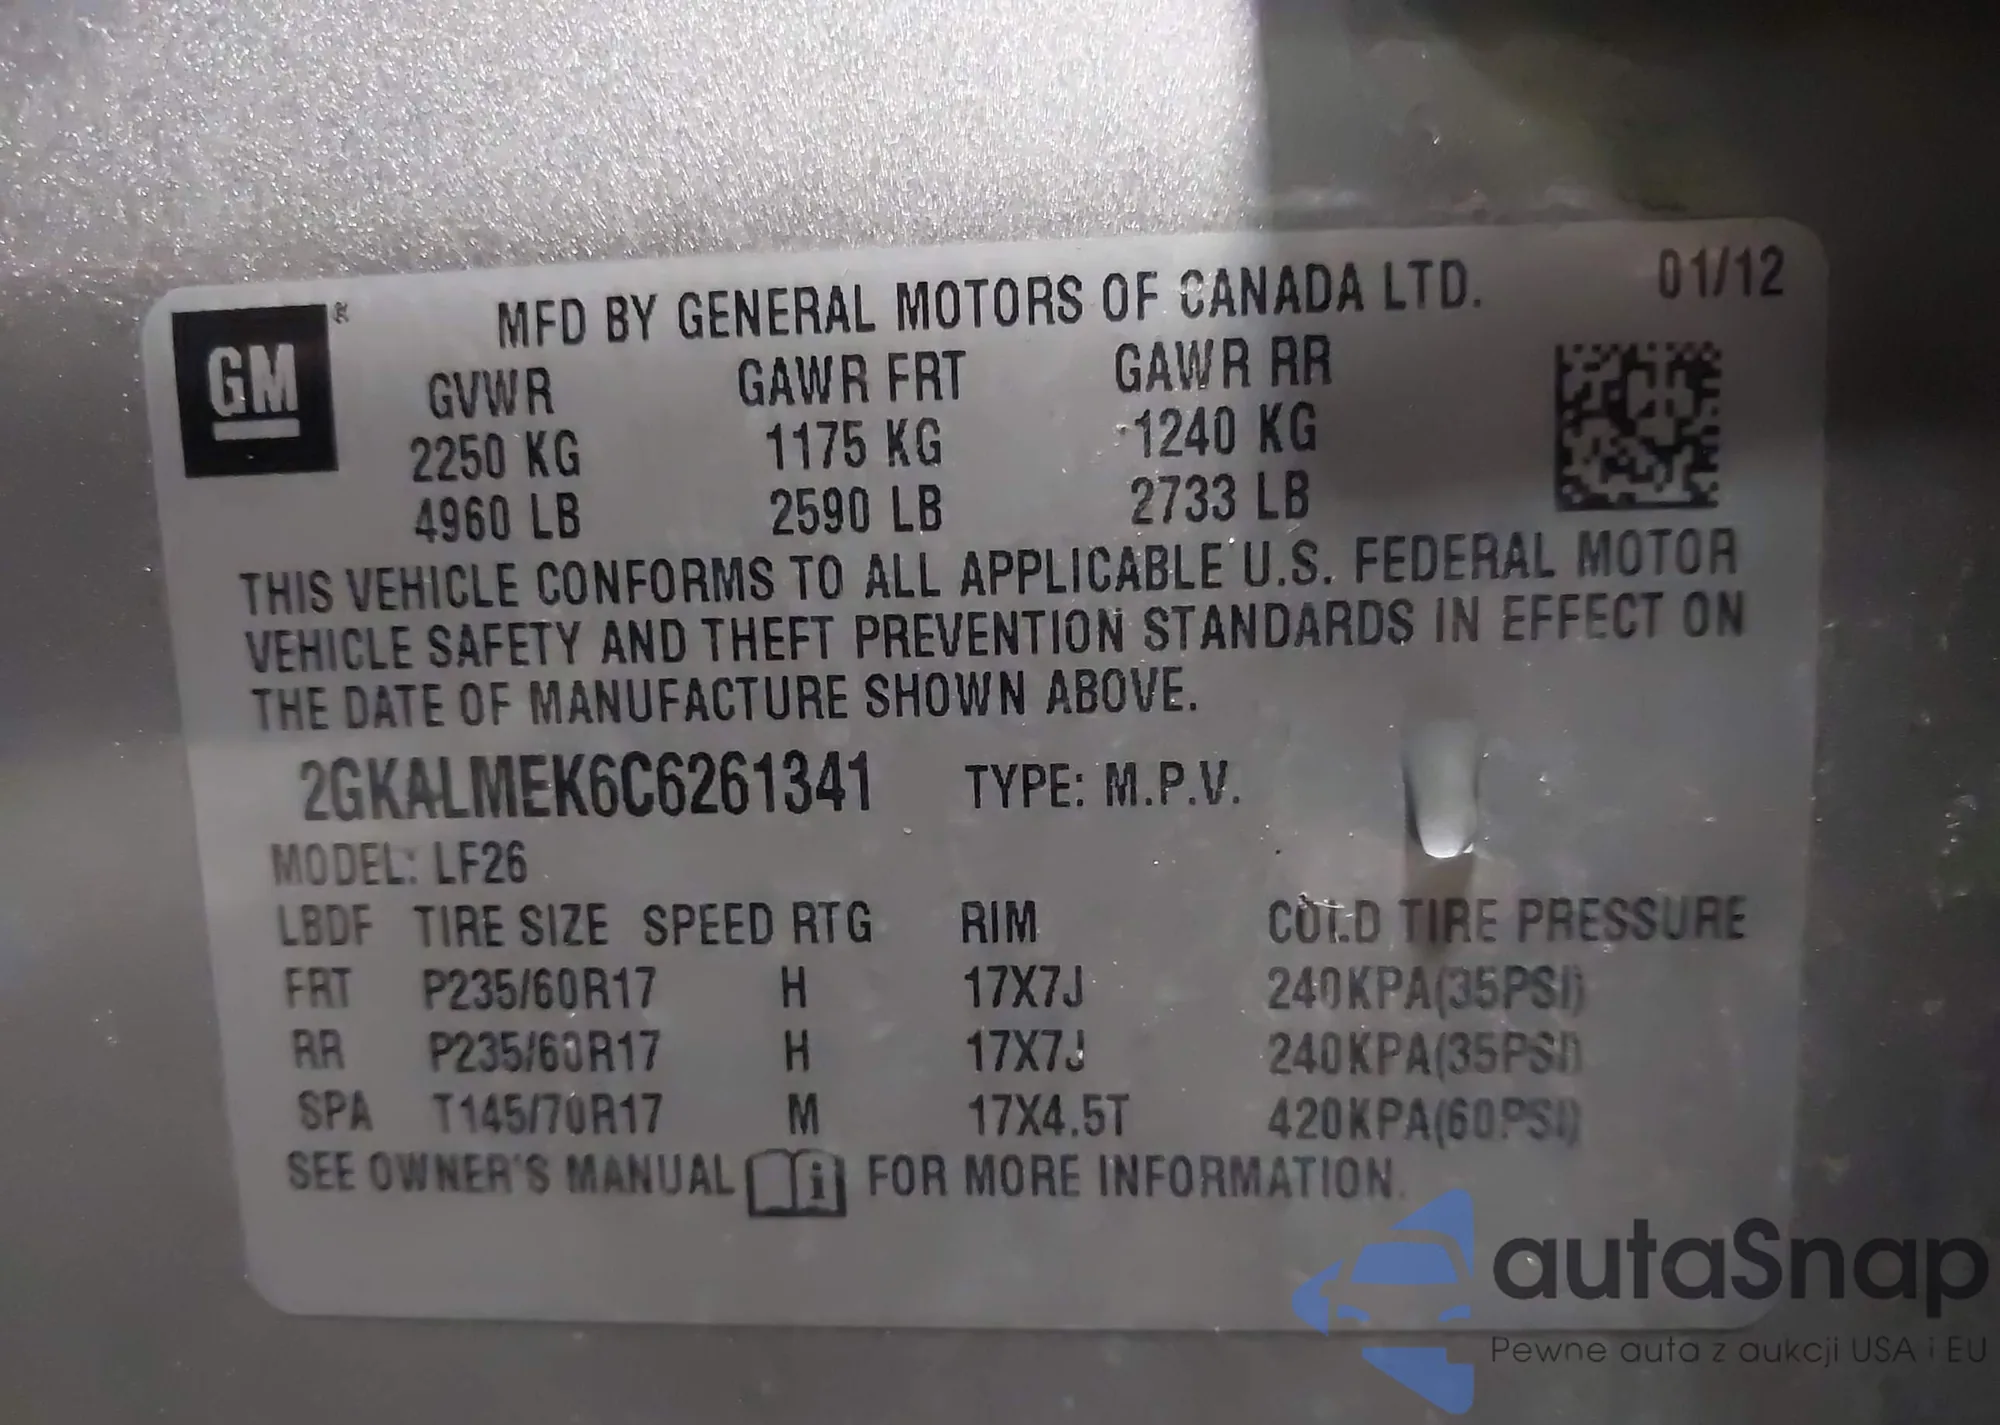 GM®
MFD BY GENERAL MOTORS OF CANADA LTD. 01/12
GVWR GAWR FRT GAWR RR
2250 KG 1175 KG 1240 KG
4960 LB 2590 LB 2733 LB
THIS VEHICLE CONFORMS TO ALL APPLICABLE U.S. FEDERAL MOTOR
VEHICLE SAFETY AND THEFT PREVENTION STANDARDS IN EFFECT ON
THE DATE OF MANUFACTURE SHOWN ABOVE.
2GKALMEK6C6261341 TYPE: M.P.V.
MODEL: LF26
LBDF TIRE SIZE SPEED RTG RIM COLD TIRE PRESSURE
FRT P235/60R17 H 17X7J 240KPA(35PSI)
RR P235/60R17 H 17X7J 240KPA(35PSI)
SPA T145/70R17 M 17X4.5T 420KPA(60PSI)
SEE OWNER'S MANUAL i FOR MORE INFORMATION.
autaSnap
Pewne auta z aukcji USA i EU